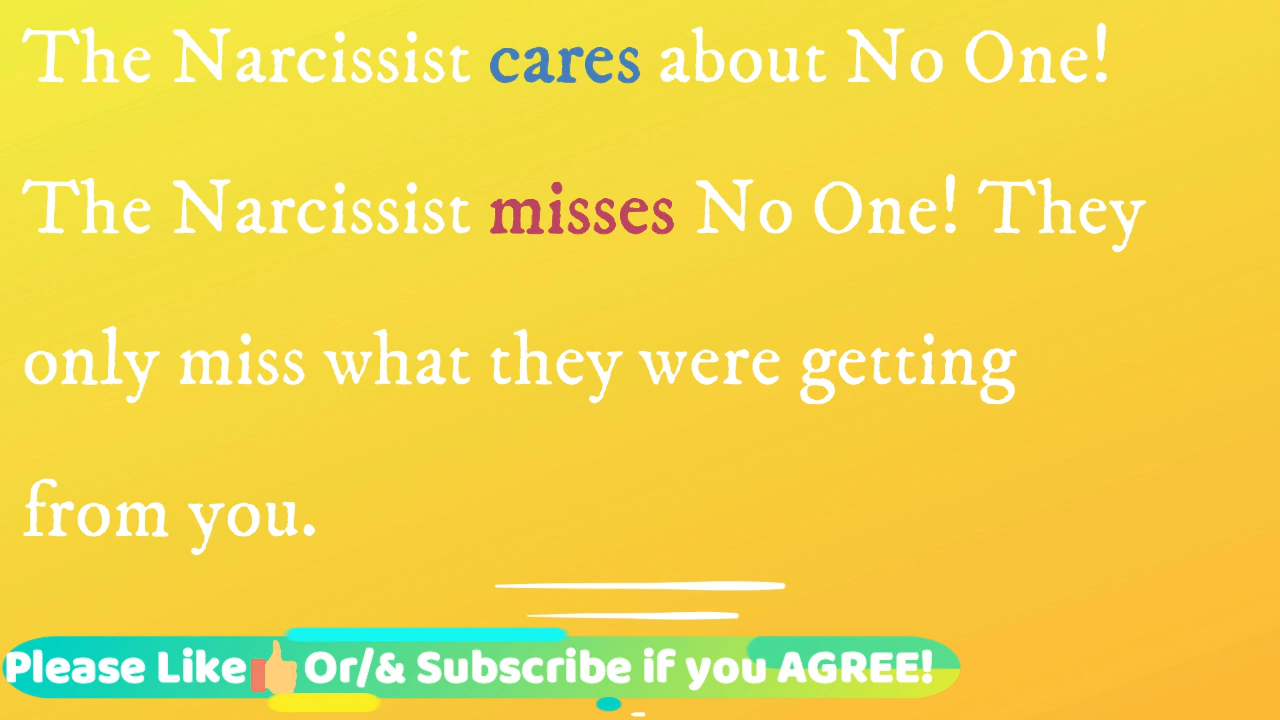 The Narcissist cares about No One!
The Narcissist misses No One! They
only miss what they were getting
from you.
Please Like👍Or/& Subscribe if you AGREE!